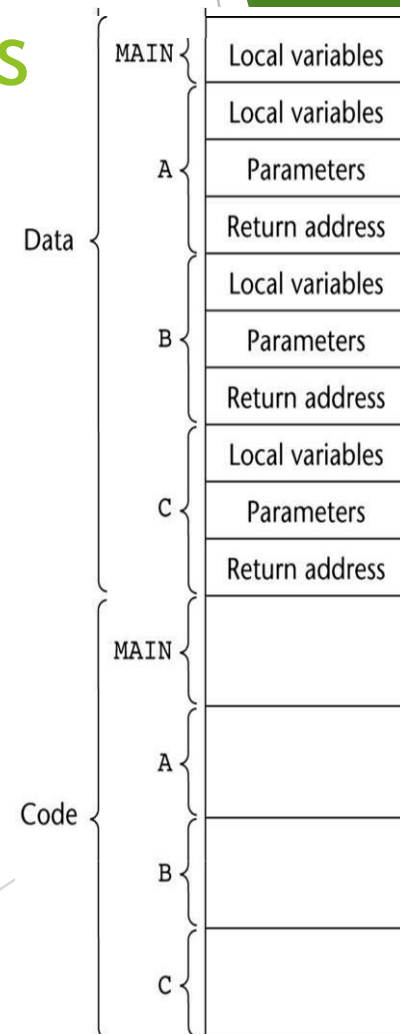 s
MAIN
Local variables
Local variables
A
Parameters
Return address
Data
Local variables
B
Parameters
Return address
Local variables
C
Parameters
Return address
MAIN
A
Code
B
C